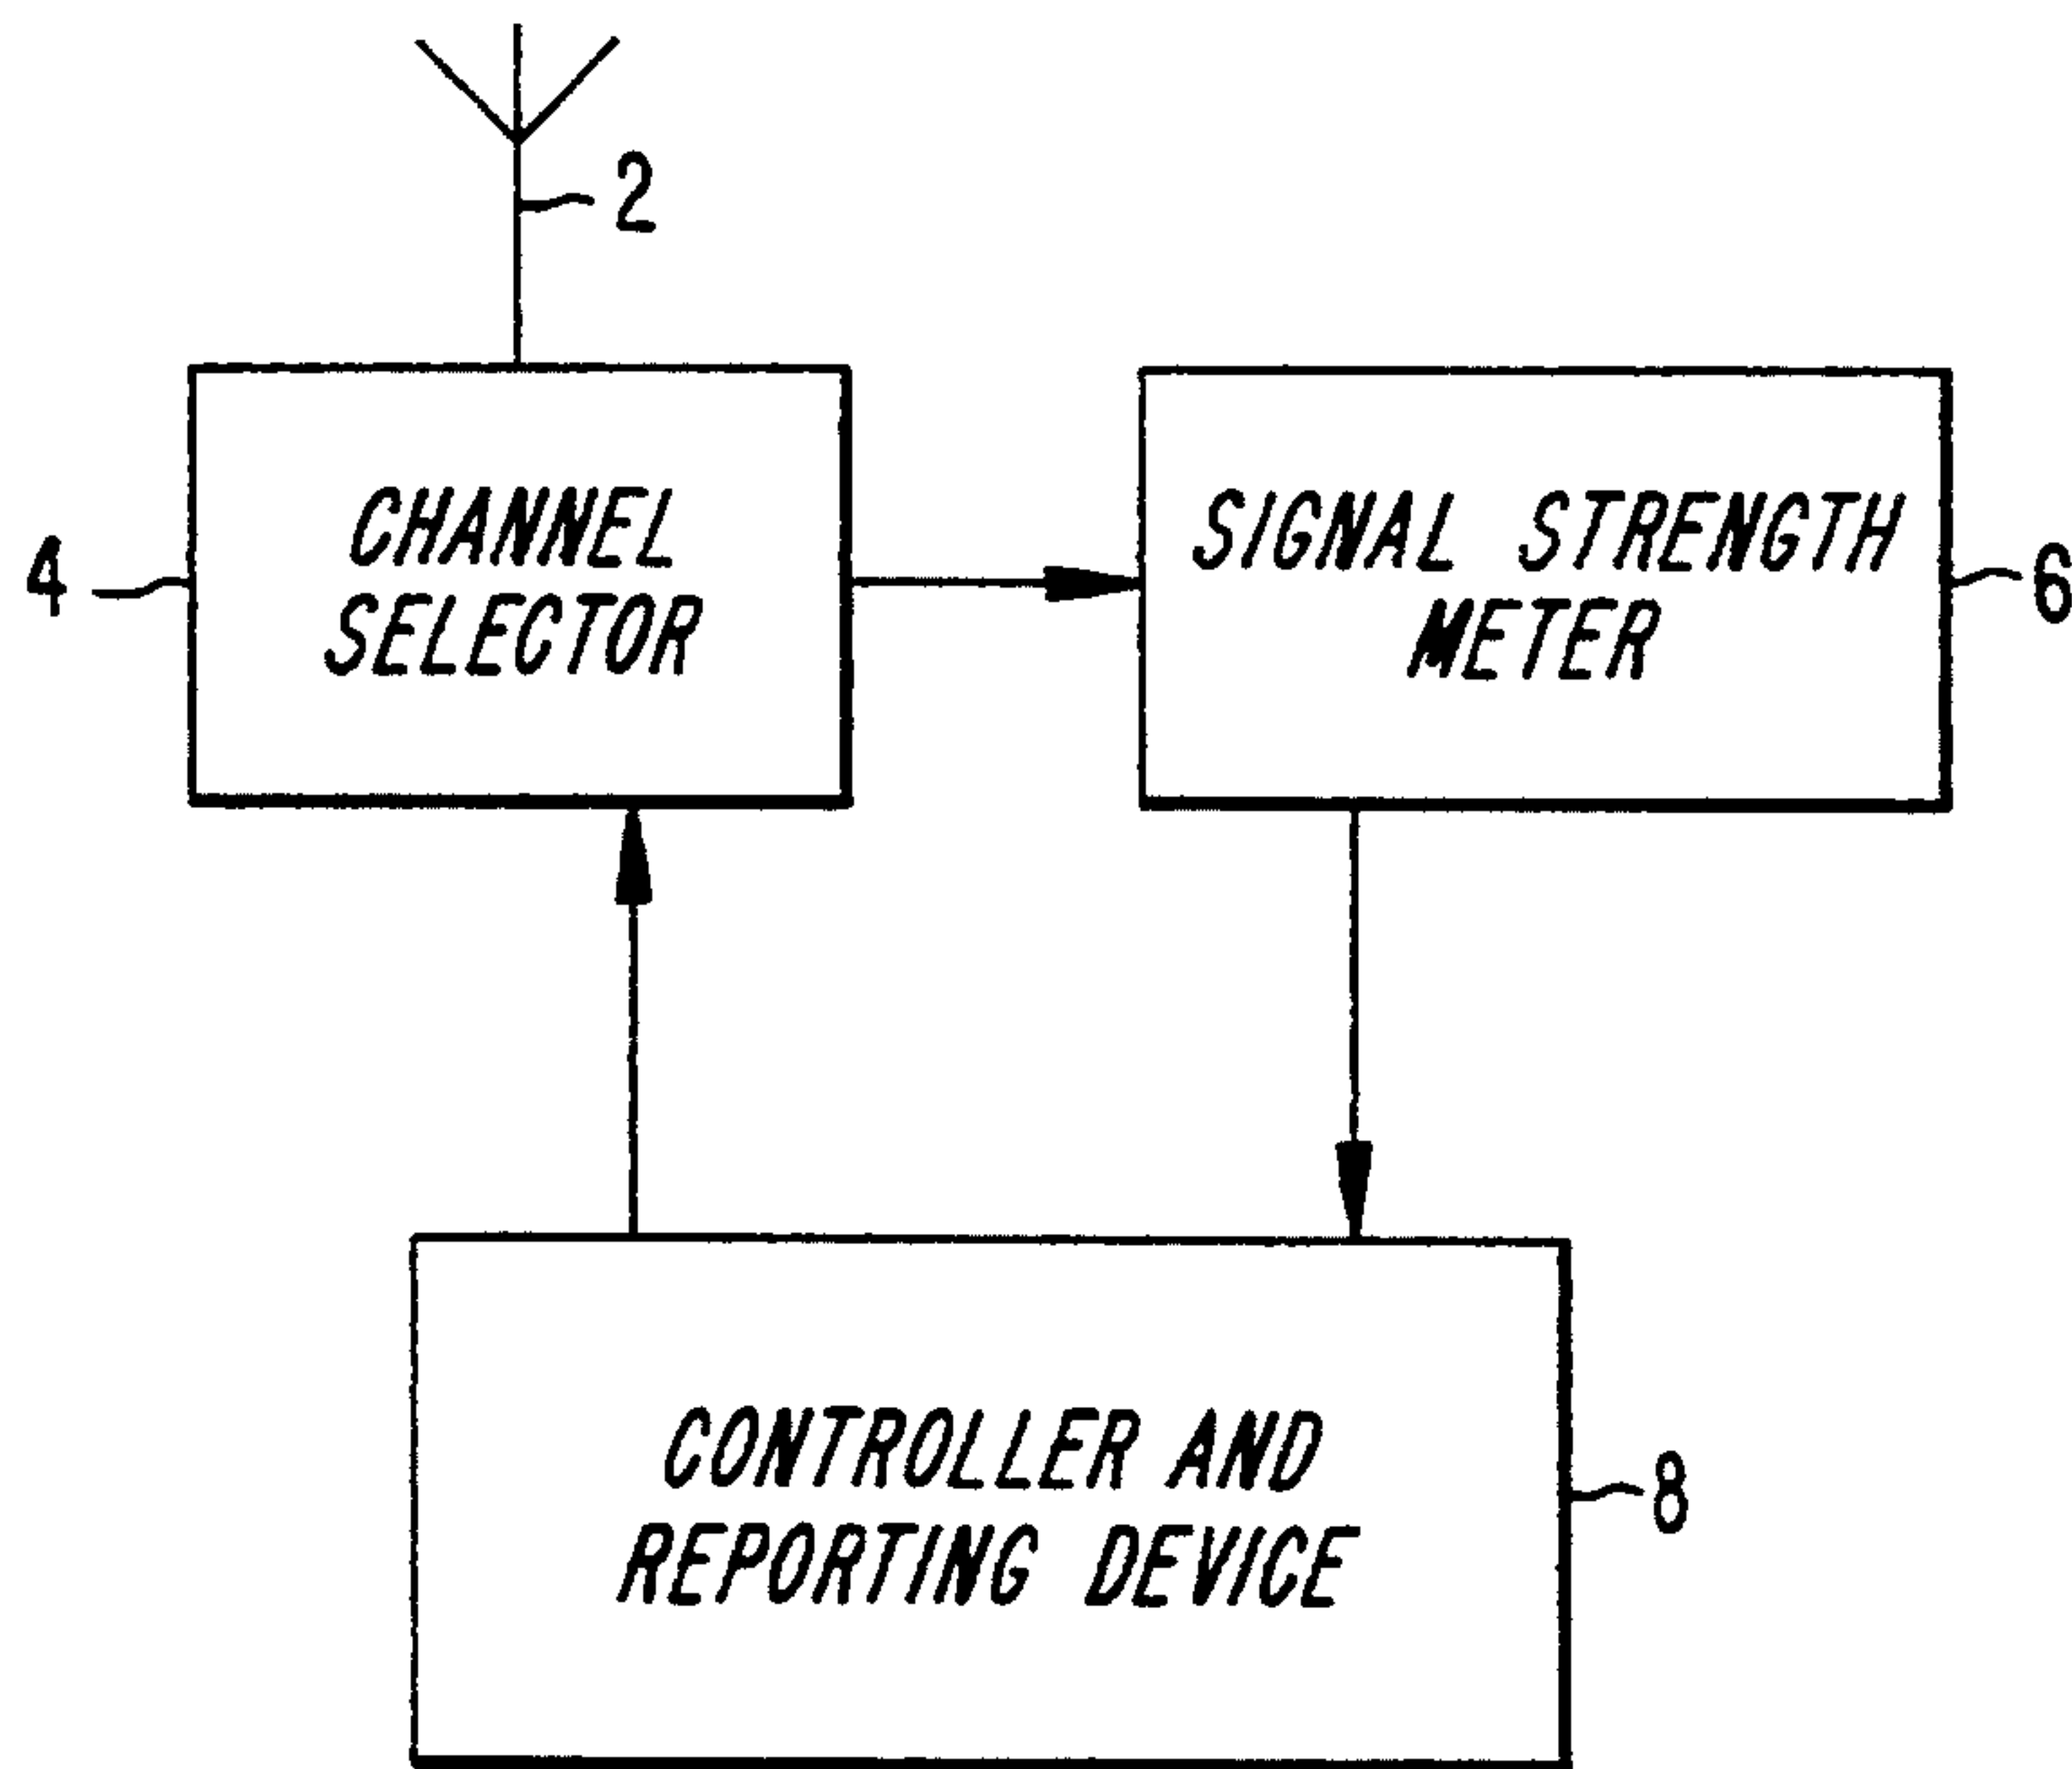 2
CHANNEL
SELECTOR
4
SIGNAL STRENGTH
METER
6
CONTROLLER AND
REPORTING DEVICE
8